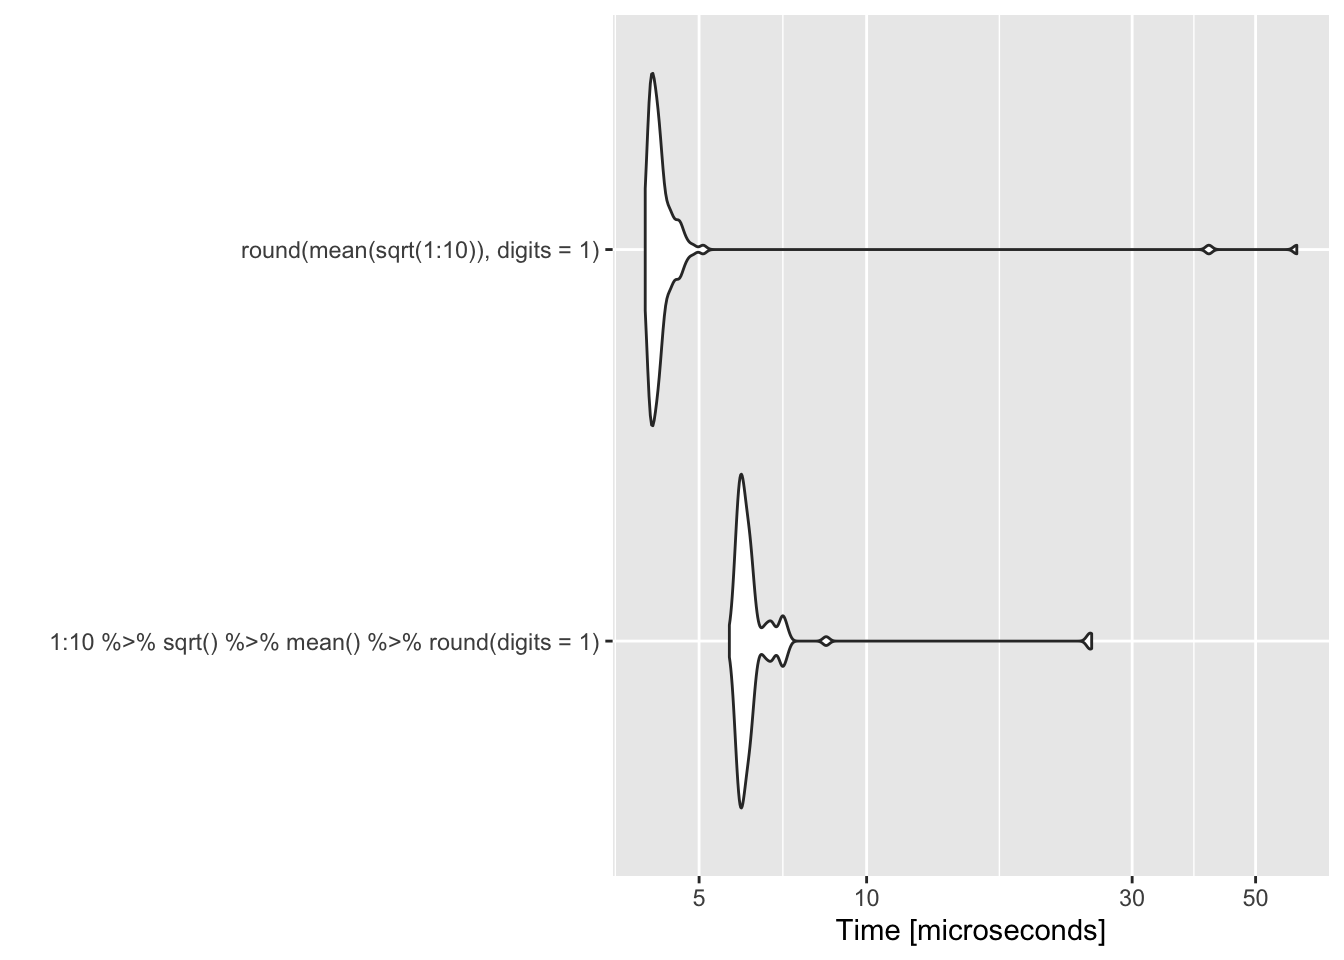 round(mean(sqrt(1:10)), digits = 1)
1:10 %>% sqrt() %>% mean() %>% round(digits = 1)
5 10 30 50
Time [microseconds]